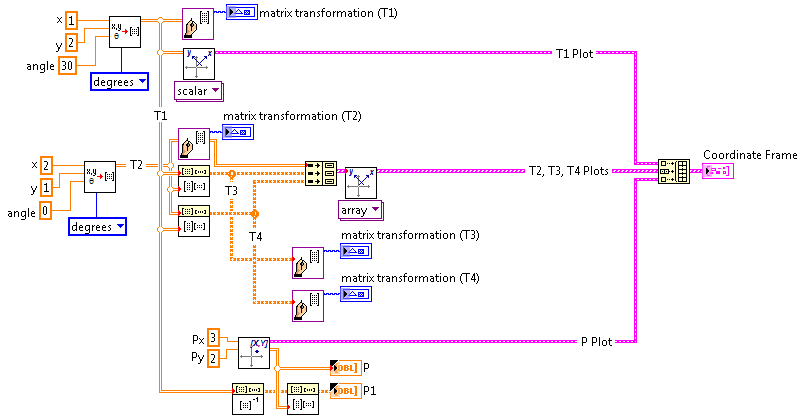 x 1
matrix transformation (T1)
y 2
x,y
θ
angle 30
T1 Plot
y x
degrees
scalar
T1
matrix transformation (T2)
Coordinate Frame
x 2
T2
x,y
θ
y x
T2, T3, T4 Plots
y 1
T3
angle 0
array
degrees
T4
matrix transformation (T3)
matrix transformation (T4)
Px 3
[X,Y]
P Plot
Py 2
DBL] P
DBL] P1
-1